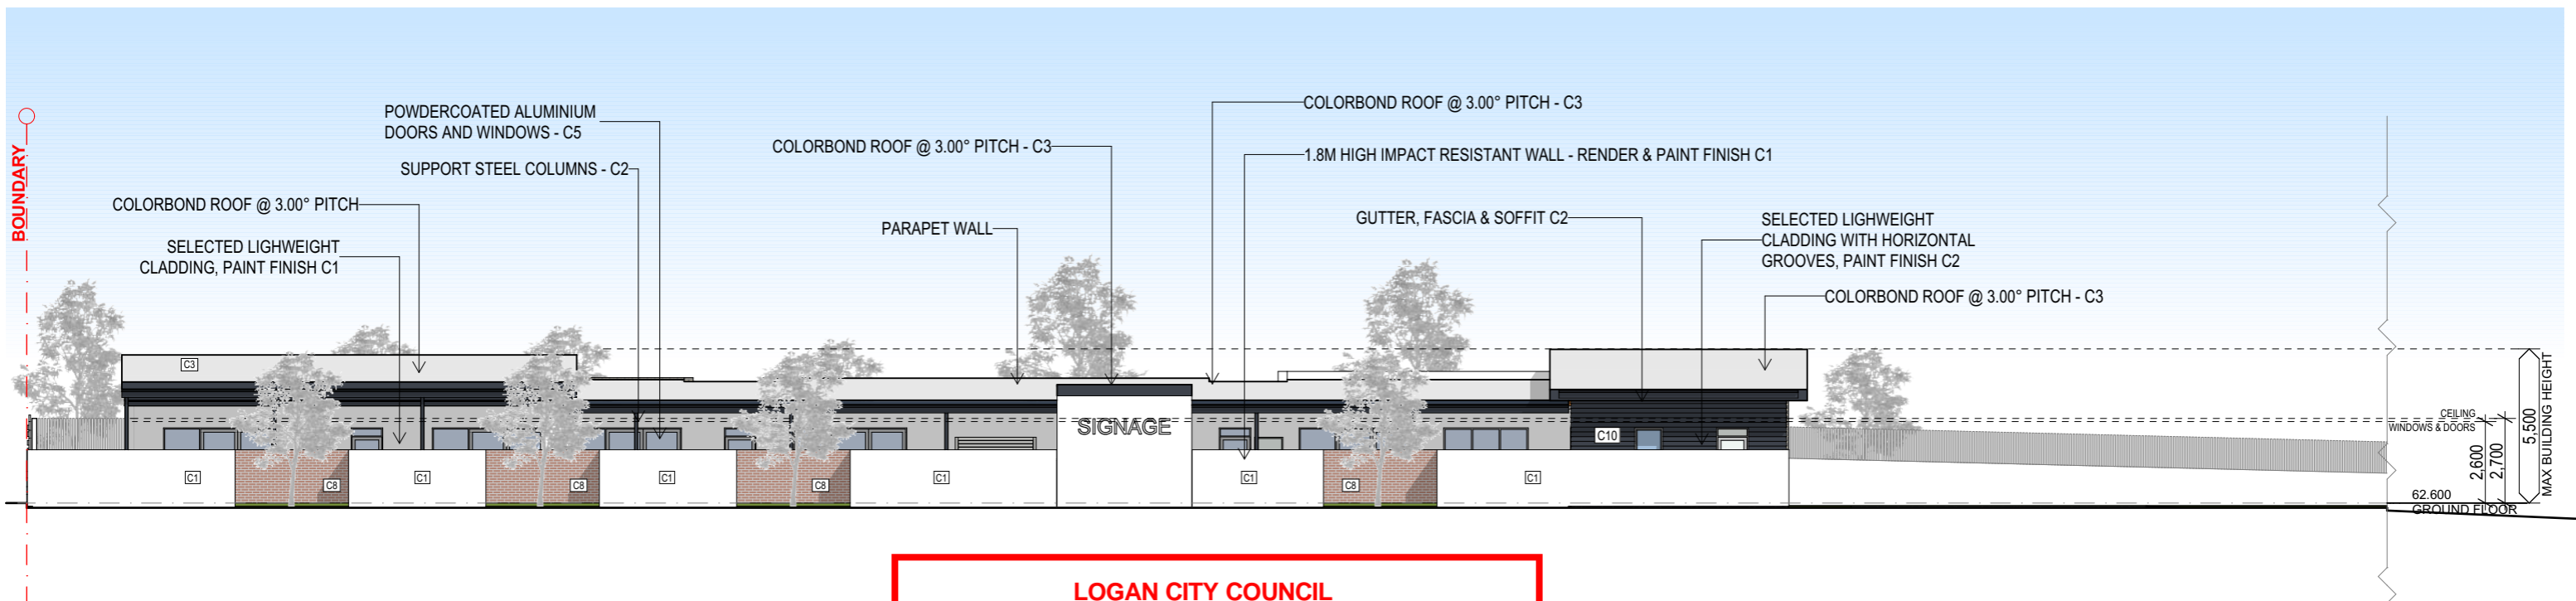 POWDERCOATED ALUMINIUM
DOORS AND WINDOWS - C5
SUPPORT STEEL COLUMNS - C2
COLORBOND ROOF @ 3.00° PITCH
SELECTED LIGHWEIGHT
CLADDING, PAINT FINISH C1
BOUNDARY
COLORBOND ROOF @ 3.00° PITCH - C3
PARAPET WALL
COLORBOND ROOF @ 3.00° PITCH - C3
1.8M HIGH IMPACT RESISTANT WALL - RENDER & PAINT FINISH C1
GUTTER, FASCIA & SOFFIT C2
SELECTED LIGHWEIGHT
CLADDING WITH HORIZONTAL
GROOVES, PAINT FINISH C2
COLORBOND ROOF @ 3.00° PITCH - C3
C3
SIGNAGE
C10
C1
C8
C1
C8
C1
C8
C1
C1
C8
C1
CEILING
WINDOWS & DOORS
2,600
2,700
5,500
MAX BUILDING HEIGHT
62.600
GROUND FLOOR
LOGAN CITY COUNCIL